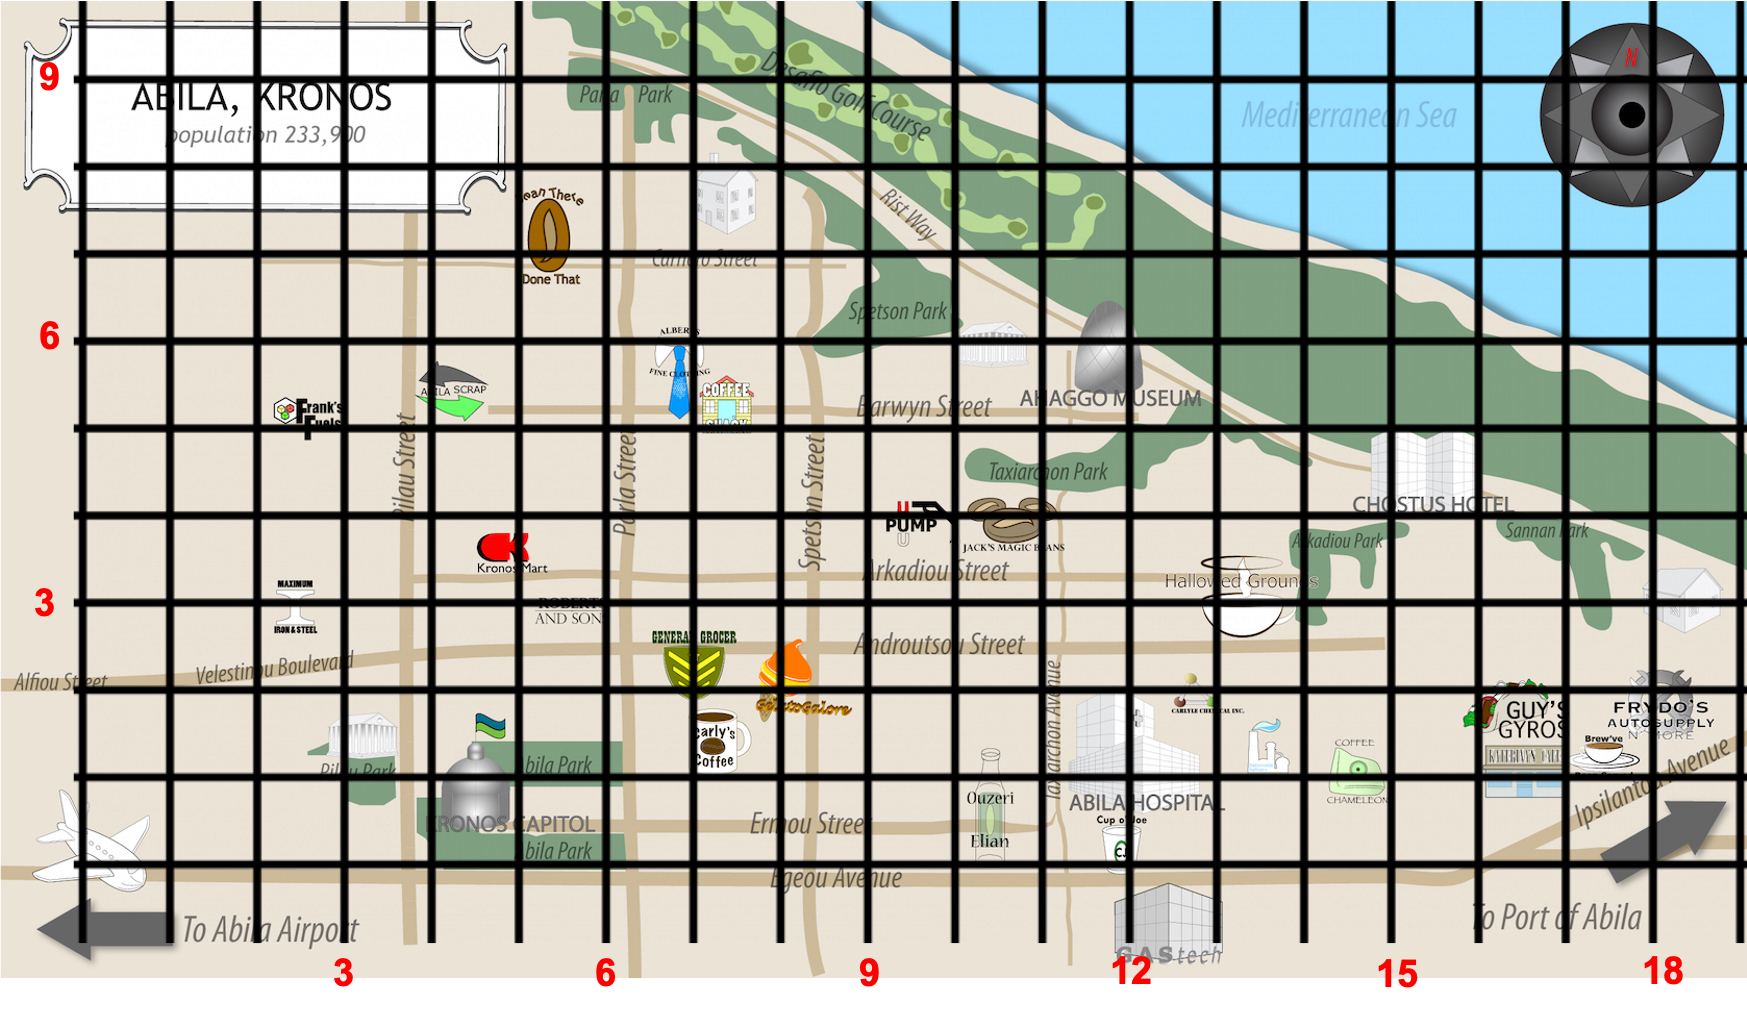 ABILA, KRONOS
population 233,900
N
Mediterranean Sea
Desafio Golf Course
9
Parla Park
Bean There
Done That
Rist Way
Carnero Street
Spetson Park
6
ALBERT'S
FINE CLOTHING
ABILA SCRAP
COFFEE
SHACK
Frank's
Fuels
Barwyn Street
AHAGGO MUSEUM
Pilau Street
Parla Street
Spetson Street
Taxiarchon Park
CHOSTUS HOTEL
U
PUMP
U
JACK'S MAGIC BEANS
Arkadiou Park
Sannan Park
Kronos Mart
Arkadiou Street
Hallowed Grounds
MAXIMUM
IRON & STEEL
3
ROBERTS
AND SONS
GENERAL GROCER
Androutsou Street
Alfiou Street
Velestinou Boulevard
Taxiarchon Avenue
CARLYLE CHEMICAL INC.
GelatoGalore
GUY'S
GYROS
FRYDO'S
AUTOSUPPLY
N' MORE
Coffee
Brew've
COFFEE
CHAMELEON
Pilau Park
Abila Park
Ouzeri
Elian
ABILA HOSPITAL
Cup of Joe
CJ
KRONOS CAPITOL
Ermou Street
Ipsilantou Avenue
Abila Park
Egeou Avenue
To Abila Airport
To Port of Abila
GAStech
3
6
9
12
15
18